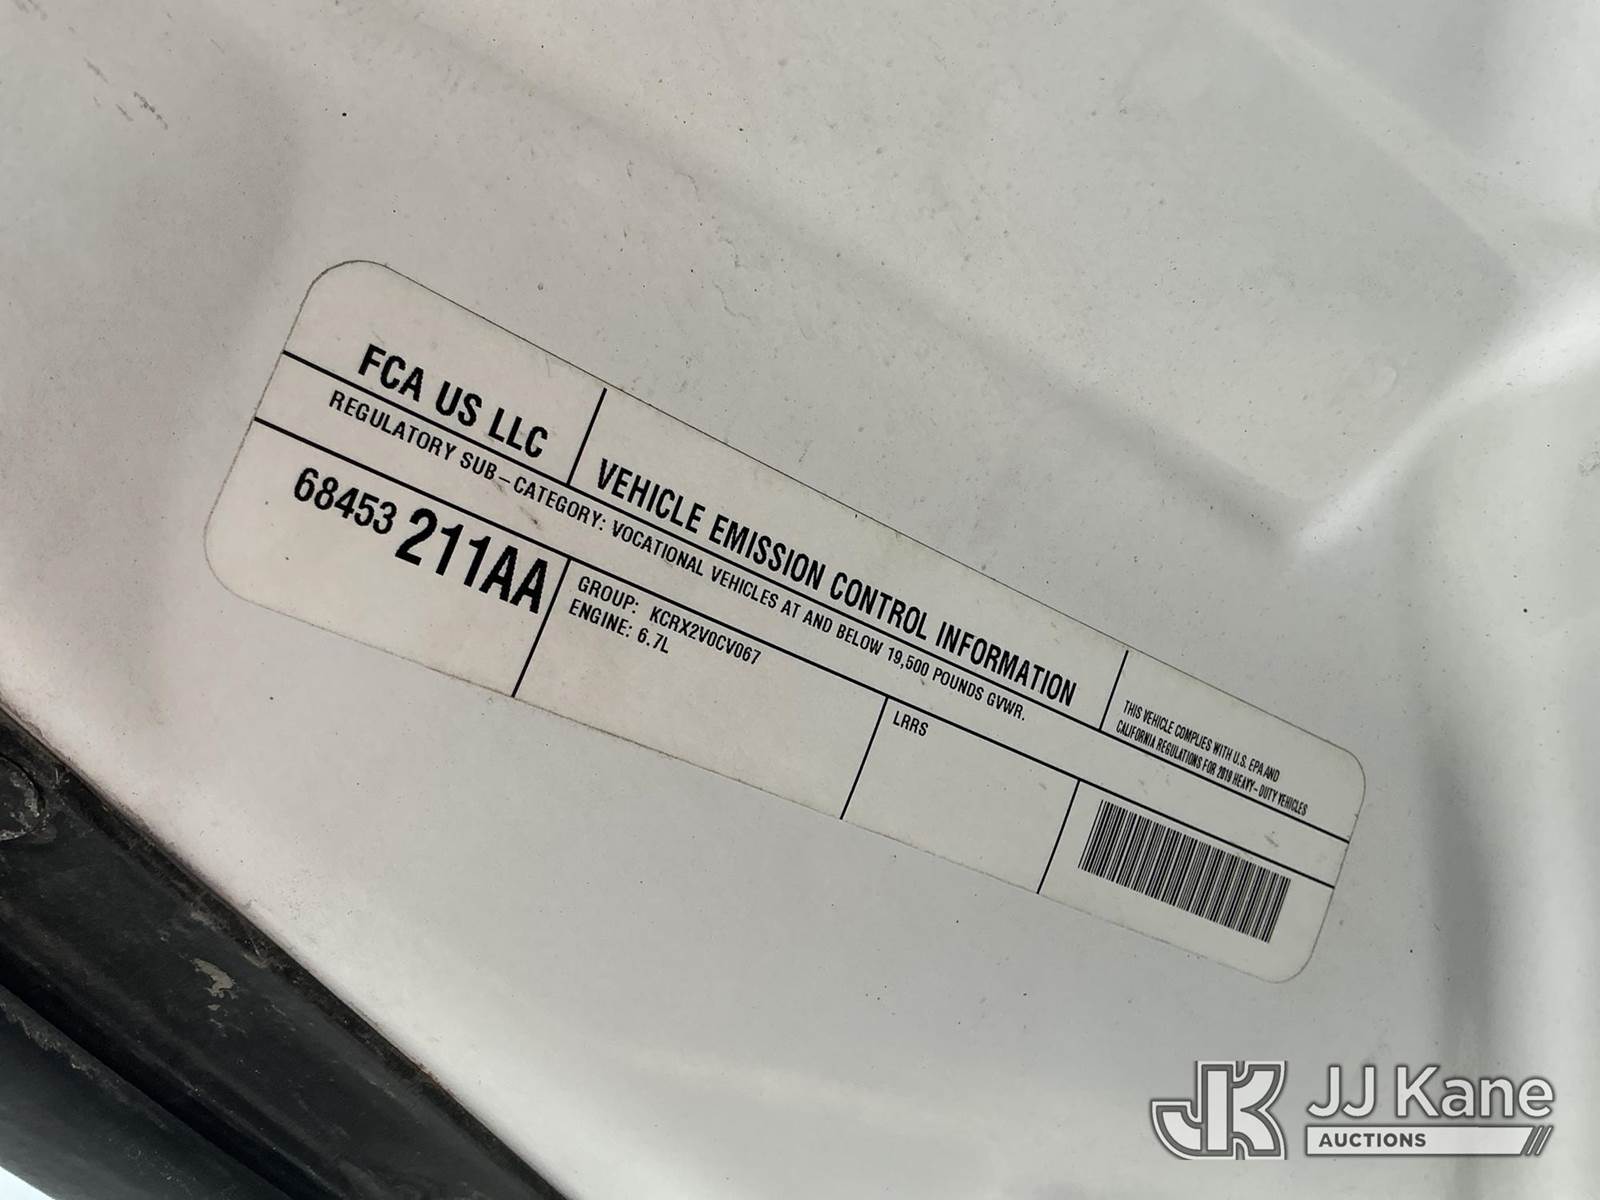 FCA US LLC
VEHICLE EMISSION CONTROL INFORMATION
THIS VEHICLE COMPLIES WITH U.S. EPA AND
CALIFORNIA REGULATIONS FOR 2019 HEAVY-DUTY VEHICLES
REGULATORY SUB-CATEGORY: VOCATIONAL VEHICLES AT AND BELOW 19,500 POUNDS GVWR.
68453 211AA
GROUP: KCRX2V0CV067
ENGINE: 6.7L
LRRS
JK JJ Kane
AUCTIONS